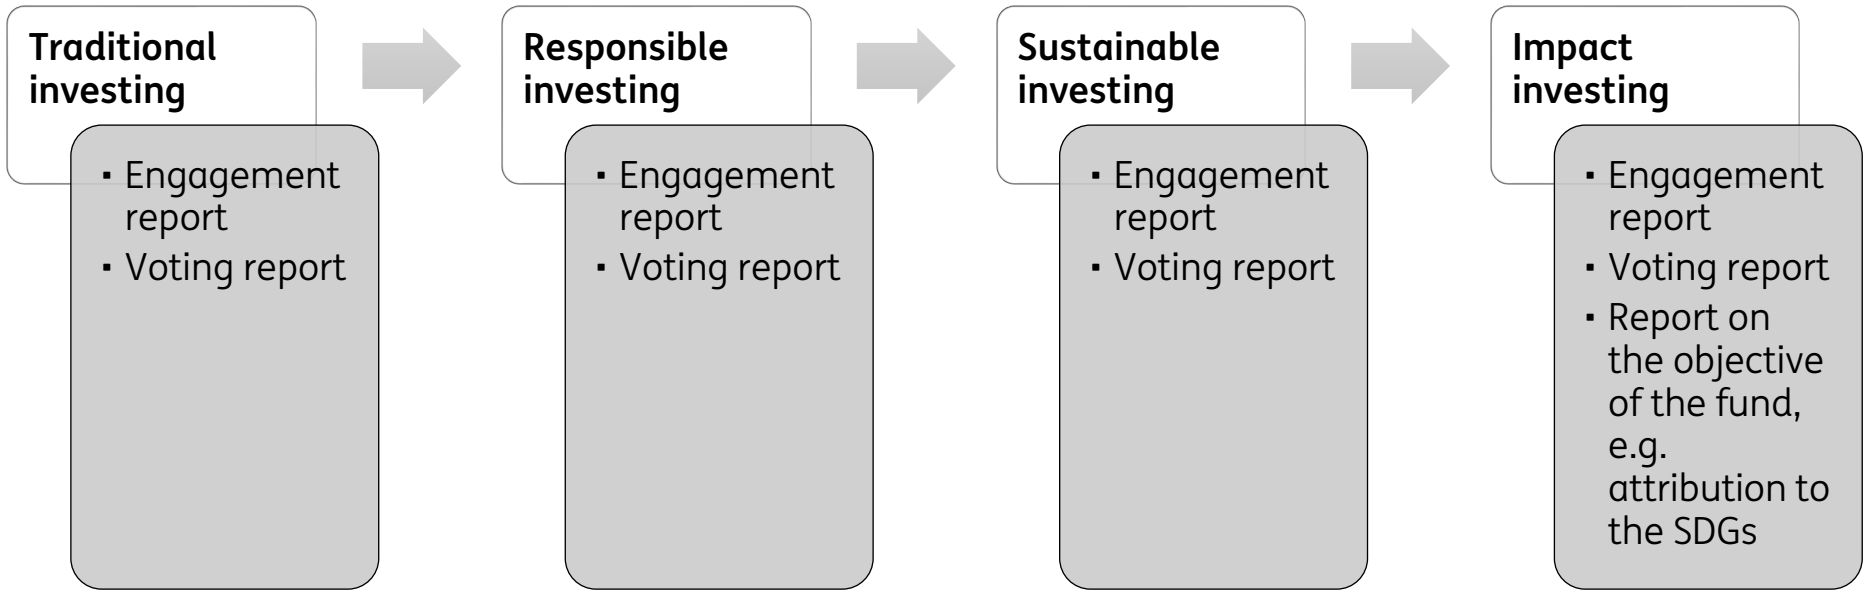 Traditional
investing
▪ Engagement
report
▪ Voting report
Responsible
investing
▪ Engagement
report
▪ Voting report
Sustainable
investing
▪ Engagement
report
▪ Voting report
Impact
investing
▪ Engagement
report
▪ Voting report
▪ Report on
the objective
of the fund,
e.g.
attribution to
the SDGs